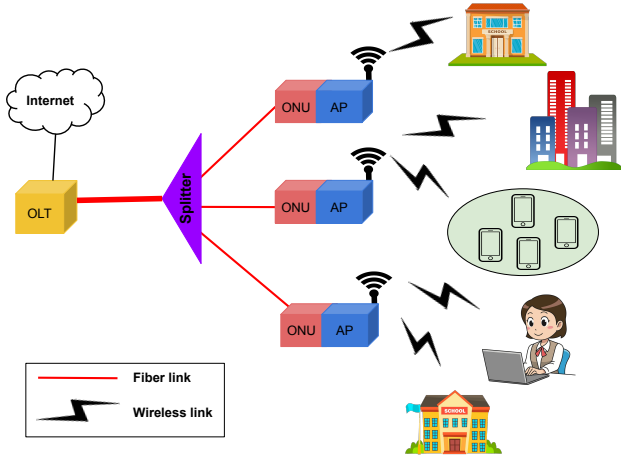 Internet
OLT
Splitter
ONU AP
ONU AP
ONU AP
SCHOOL
SCHOOL
Fiber link
Wireless link